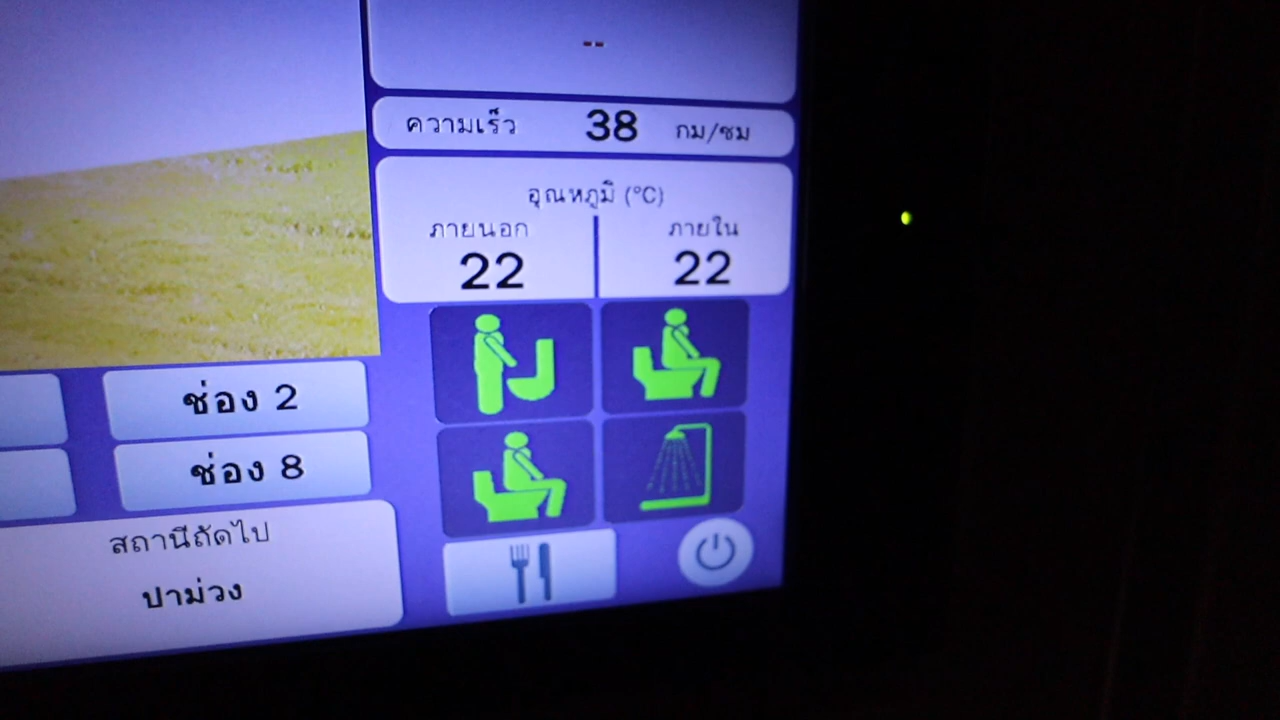 --
ความเร็ว 38 กม/ชม
อุณหภูมิ (°C)
ภายนอก ภายใน
22 22
ช่อง 2
ช่อง 8
สถานีถัดไป
ปาม่วง